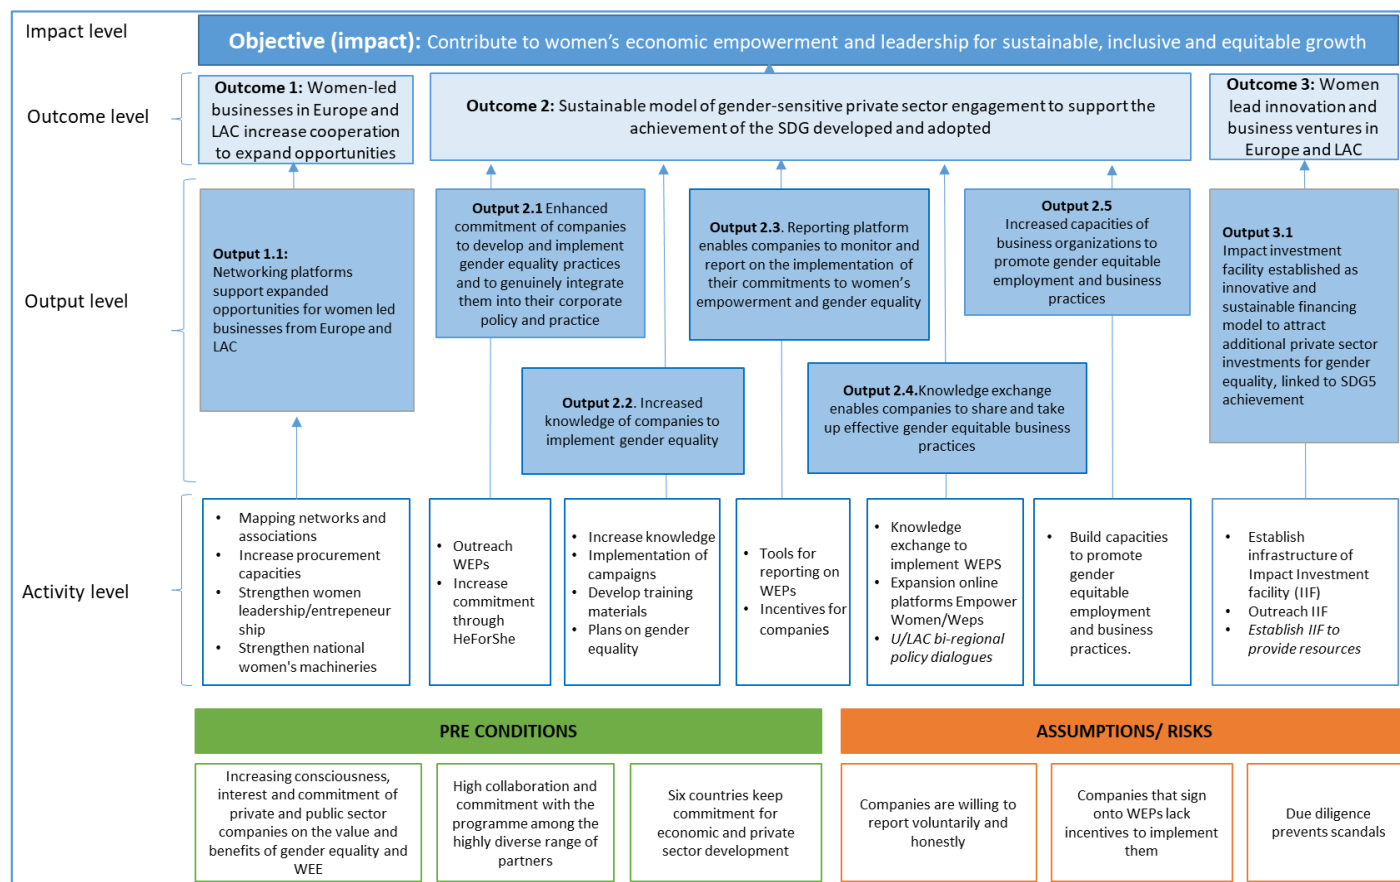 Impact level
Objective (impact): Contribute to women's economic empowerment and leadership for sustainable, inclusive and equitable growth
Outcome level
Outcome 1: Women-led
businesses in Europe and
LAC increase cooperation
to expand opportunities
Outcome 2: Sustainable model of gender-sensitive private sector engagement to support the
achievement of the SDG developed and adopted
Outcome 3: Women
lead innovation and
business ventures in
Europe and LAC
Output level
Output 1.1:
Networking platforms
support expanded
opportunities for women led
businesses from Europe and
LAC
Output 2.1 Enhanced
commitment of companies
to develop and implement
gender equality practices
and to genuinely integrate
them into their corporate
policy and practice
Output 2.2. Increased
knowledge of companies to
implement gender equality
Output 2.3. Reporting platform
enables companies to monitor and
report on the implementation of
their commitments to women's
empowerment and gender equality
Output 2.4.Knowledge exchange
enables companies to share and take
up effective gender equitable business
practices
Output 2.5
Increased capacities of
business organizations to
promote gender equitable
employment and business
practices
Output 3.1
Impact investment
facility established as
innovative and
sustainable financing
model to attract
additional private sector
investments for gender
equality, linked to SDG5
achievement
Activity level
• Mapping networks and
associations
• Increase procurement
capacities
• Strengthen women
leadership/entrepeneur
ship
• Strengthen national
women's machineries
• Outreach
WEPs
• Increase
commitment
through
HeForShe
• Increase knowledge
• Implementation of
campaigns
• Develop training
materials
• Plans on gender
equality
• Tools for
reporting on
WEPs
• Incentives for
companies
• Knowledge
exchange to
implement WEPS
• Expansion online
platforms Empower
Women/Weps
• U/LAC bi-regional
policy dialogues
• Build capacities
to promote
gender
equitable
employment
and business
practices.
• Establish
infrastructure of
Impact Investment
facility (IIF)
• Outreach IIF
• Establish IIF to
provide resources
PRE CONDITIONS
Increasing consciousness,
interest and commitment of
private and public sector
companies on the value and
benefits of gender equality and
WEE
High collaboration and
commitment with the
programme among the
highly diverse range of
partners
Six countries keep
commitment for
economic and private
sector development
ASSUMPTIONS/ RISKS
Companies are willing to
report voluntarily and
honestly
Companies that sign
onto WEPs lack
incentives to implement
them
Due diligence
prevents scandals